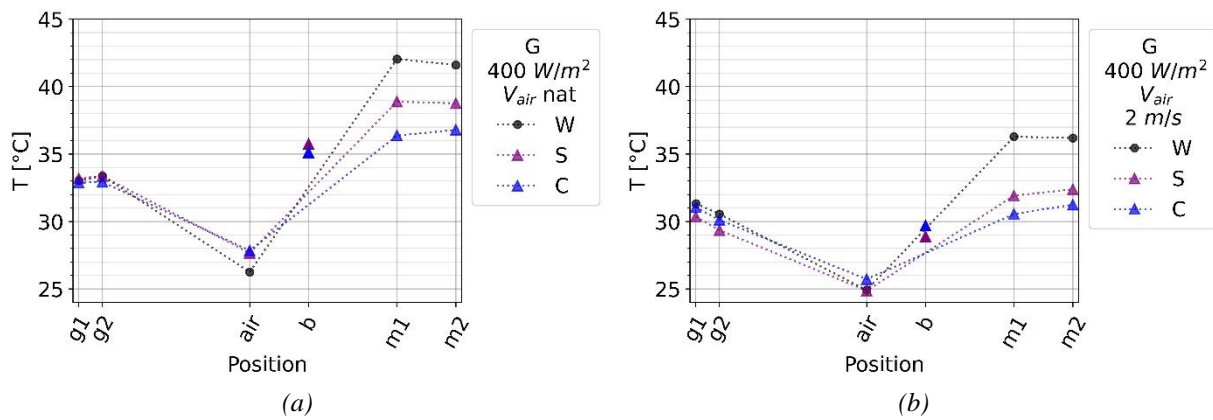 45
40
35
30
25
T [°C]
g1
g2
air
b
m1
m2
Position
G
400 W/m²
V_air nat
W
S
C
(a)
45
40
35
30
25
T [°C]
g1
g2
air
b
m1
m2
Position
G
400 W/m²
V_air
2 m/s
W
S
C
(b)